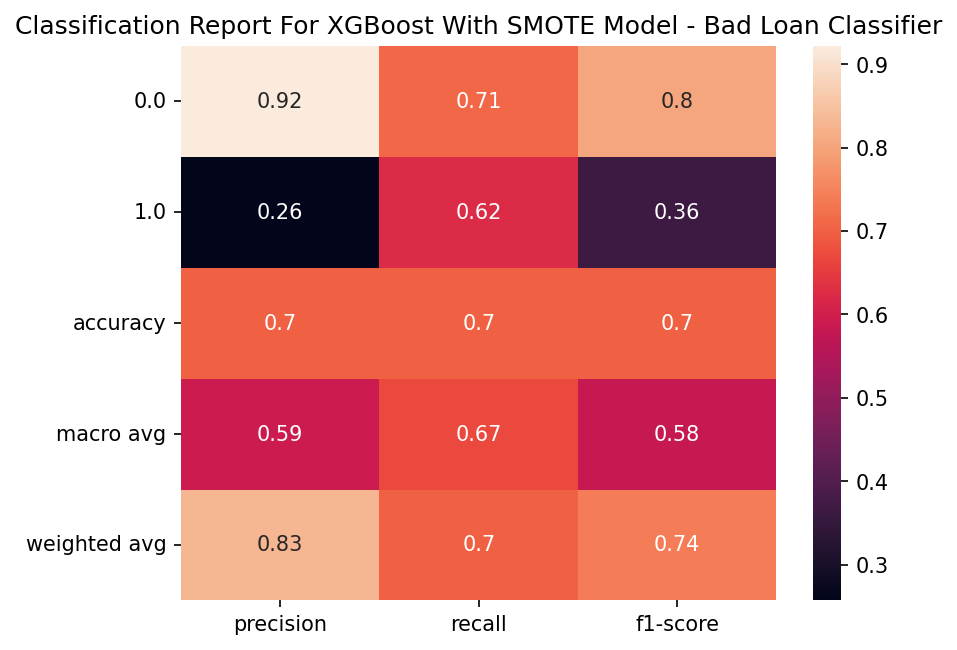 Classification Report For XGBoost With SMOTE Model - Bad Loan Classifier
0.0 0.92 0.71 0.8
1.0 0.26 0.62 0.36
accuracy 0.7 0.7 0.7
macro avg 0.59 0.67 0.58
weighted avg 0.83 0.7 0.74
precision recall f1-score
0.9
0.8
0.7
0.6
0.5
0.4
0.3